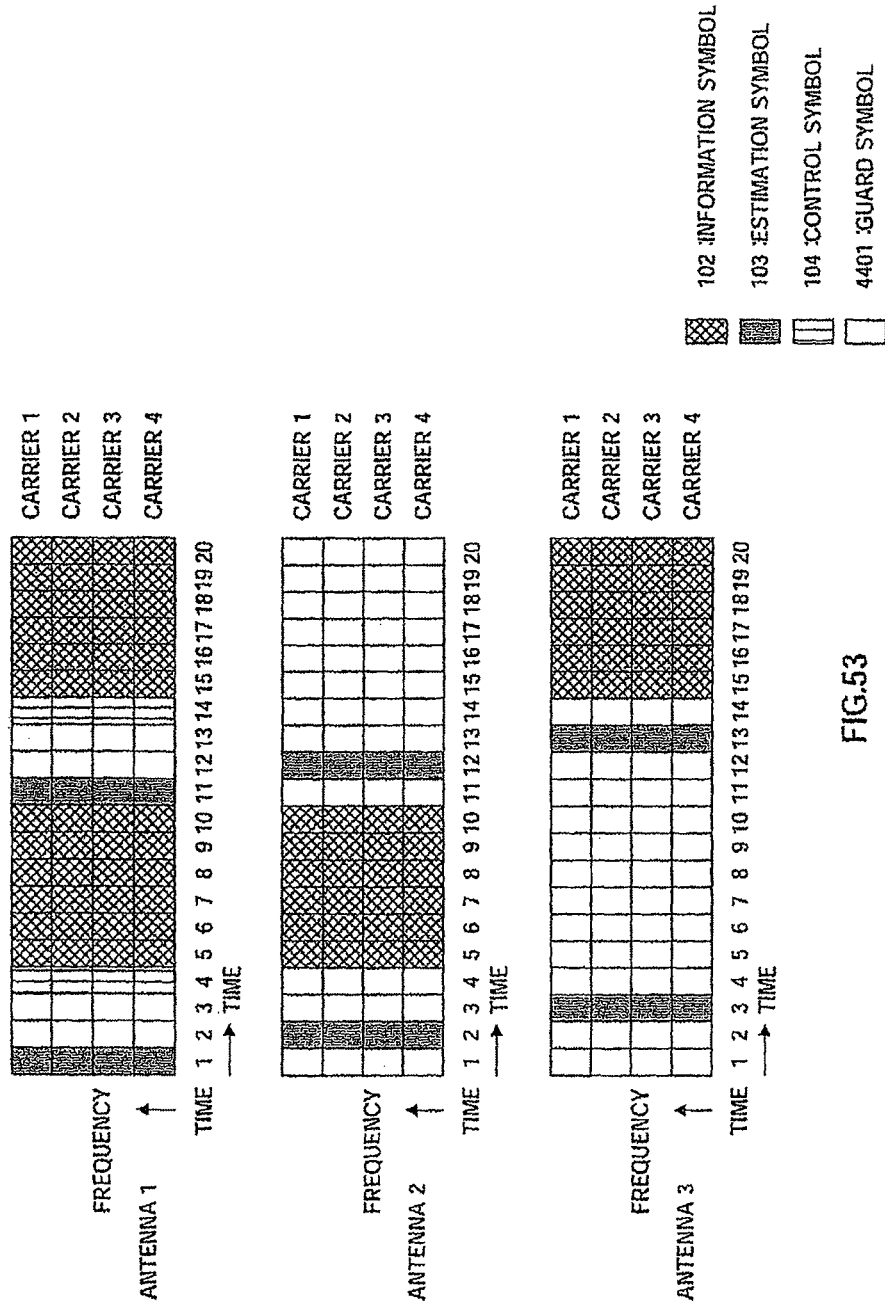 CARRIER 1
CARRIER 2
CARRIER 3
CARRIER 4
FREQUENCY
ANTENNA 1
TIME 1 2 3 4 5 6 7 8 9 10 11 12 13 14 15 16 17 18 19 20
TIME
CARRIER 1
CARRIER 2
CARRIER 3
CARRIER 4
FREQUENCY
ANTENNA 2
TIME 1 2 3 4 5 6 7 8 9 10 11 12 13 14 15 16 17 18 19 20
TIME
CARRIER 1
CARRIER 2
CARRIER 3
CARRIER 4
FREQUENCY
ANTENNA 3
TIME 1 2 3 4 5 6 7 8 9 10 11 12 13 14 15 16 17 18 19 20
TIME
102 :INFORMATION SYMBOL
103 :ESTIMATION SYMBOL
104 :CONTROL SYMBOL
4401 :GUARD SYMBOL
FIG.53